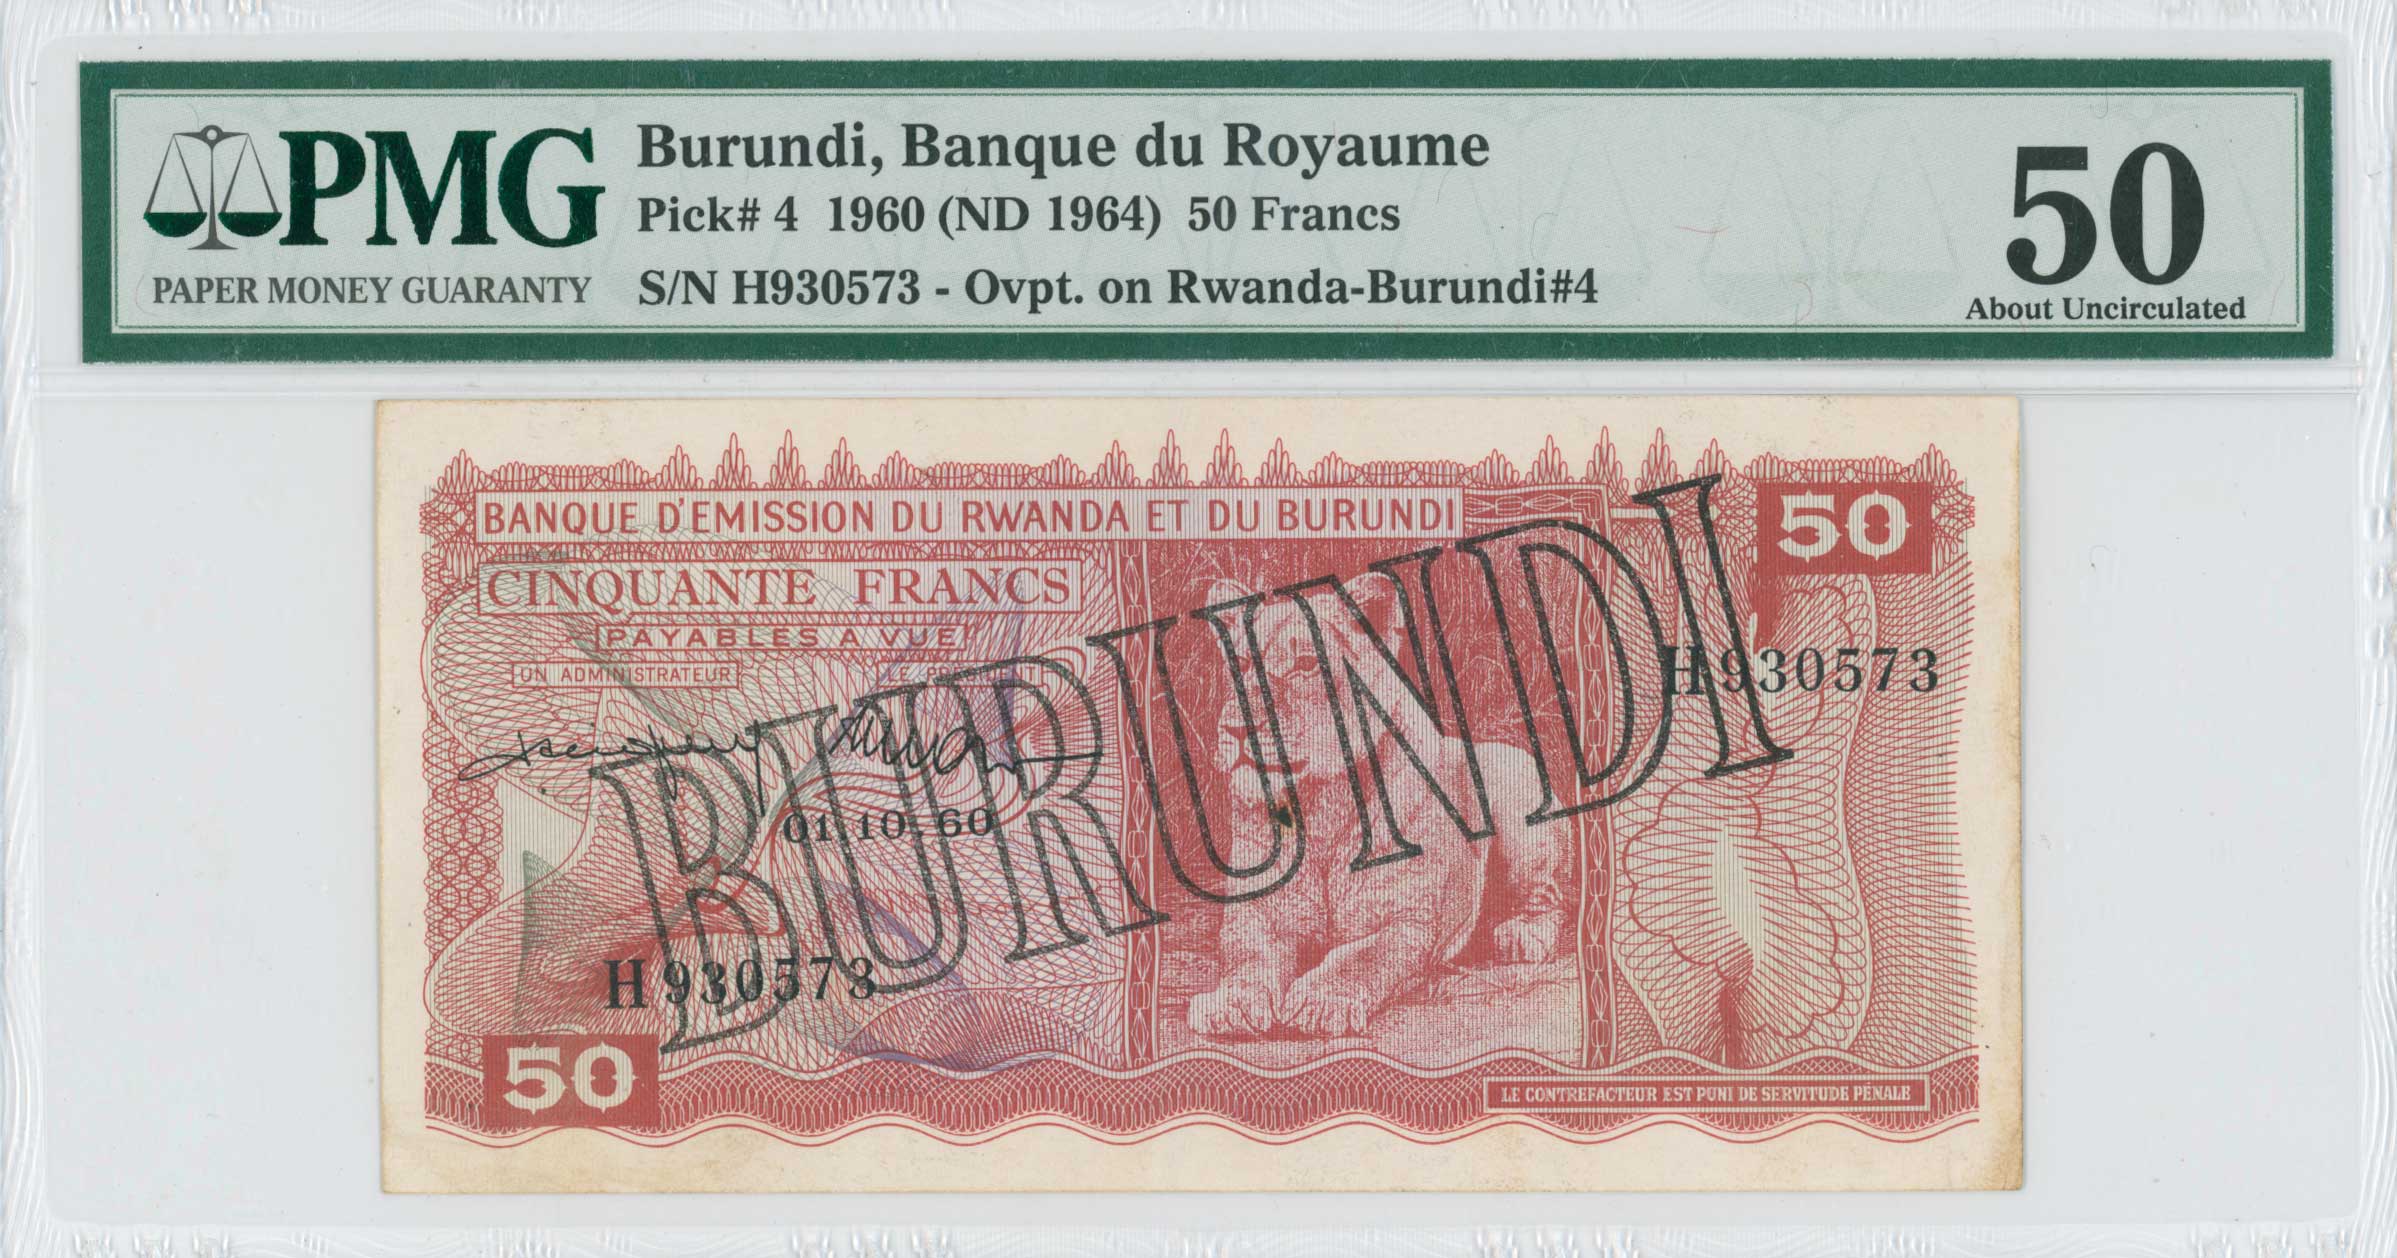 PMG
PAPER MONEY GUARANTY
Burundi, Banque du Royaume
Pick# 4 1960 (ND 1964) 50 Francs
S/N H930573 - Ovpt. on Rwanda-Burundi#4
50
About Uncirculated
BANQUE D'EMISSION DU RWANDA ET DU BURUNDI
50
CINQUANTE FRANCS
PAYABLES A VUE
UN ADMINISTRATEUR
H930573
BURUNDI
01.10.60
H930573
50
LE CONTREFACTEUR EST PUNI DE SERVITUDE PÉNALE